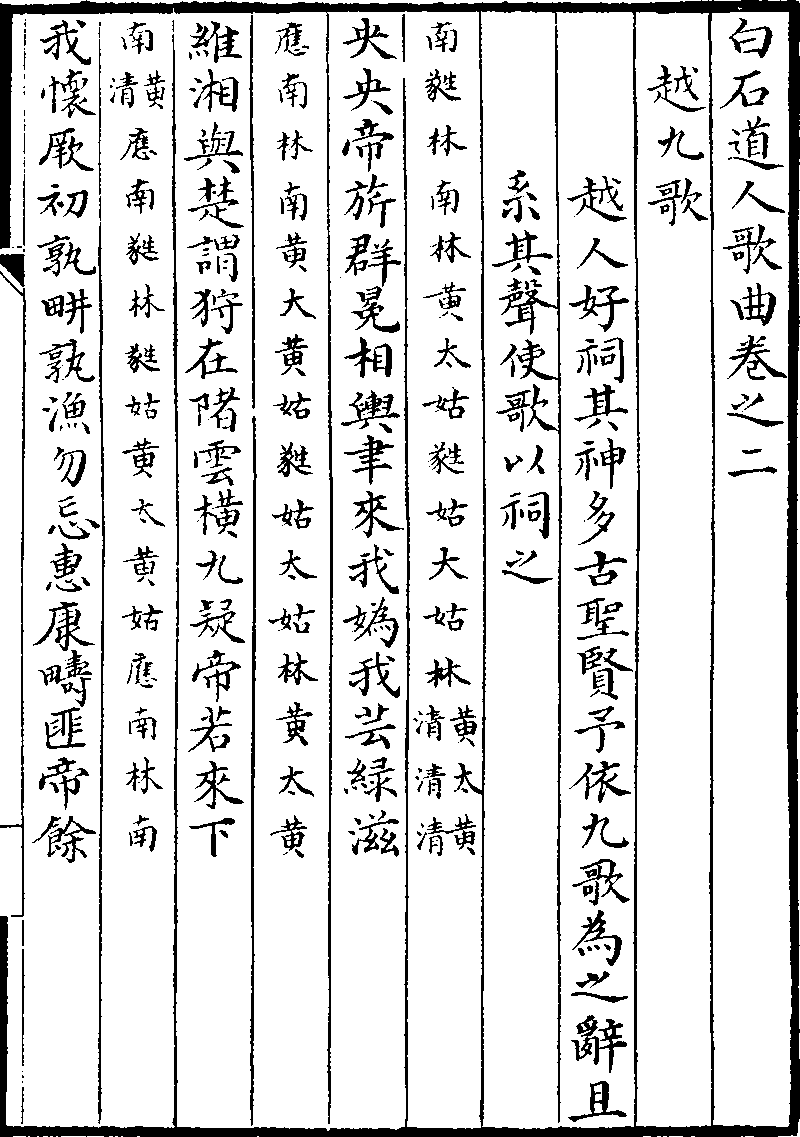 白石道人歌曲卷之二
越九歌
越人好祠其神多古聖賢予依九歌為之辭且
系其聲使歌以祠之
南蕤林南林黄太姑蕤姑大姑林黄清太清黄清
央央帝旂群冕相輿聿來我媯我芸綠滋
應南林南黄大黄姑蕤姑太姑林黄太黄
維湘與楚謂狩在陼雲橫九疑帝若來下
南黄清應南蕤林蕤姑黄太黄姑應南林南
我懷厥初孰畊孰漁勿忘惠康疇匪帝餘